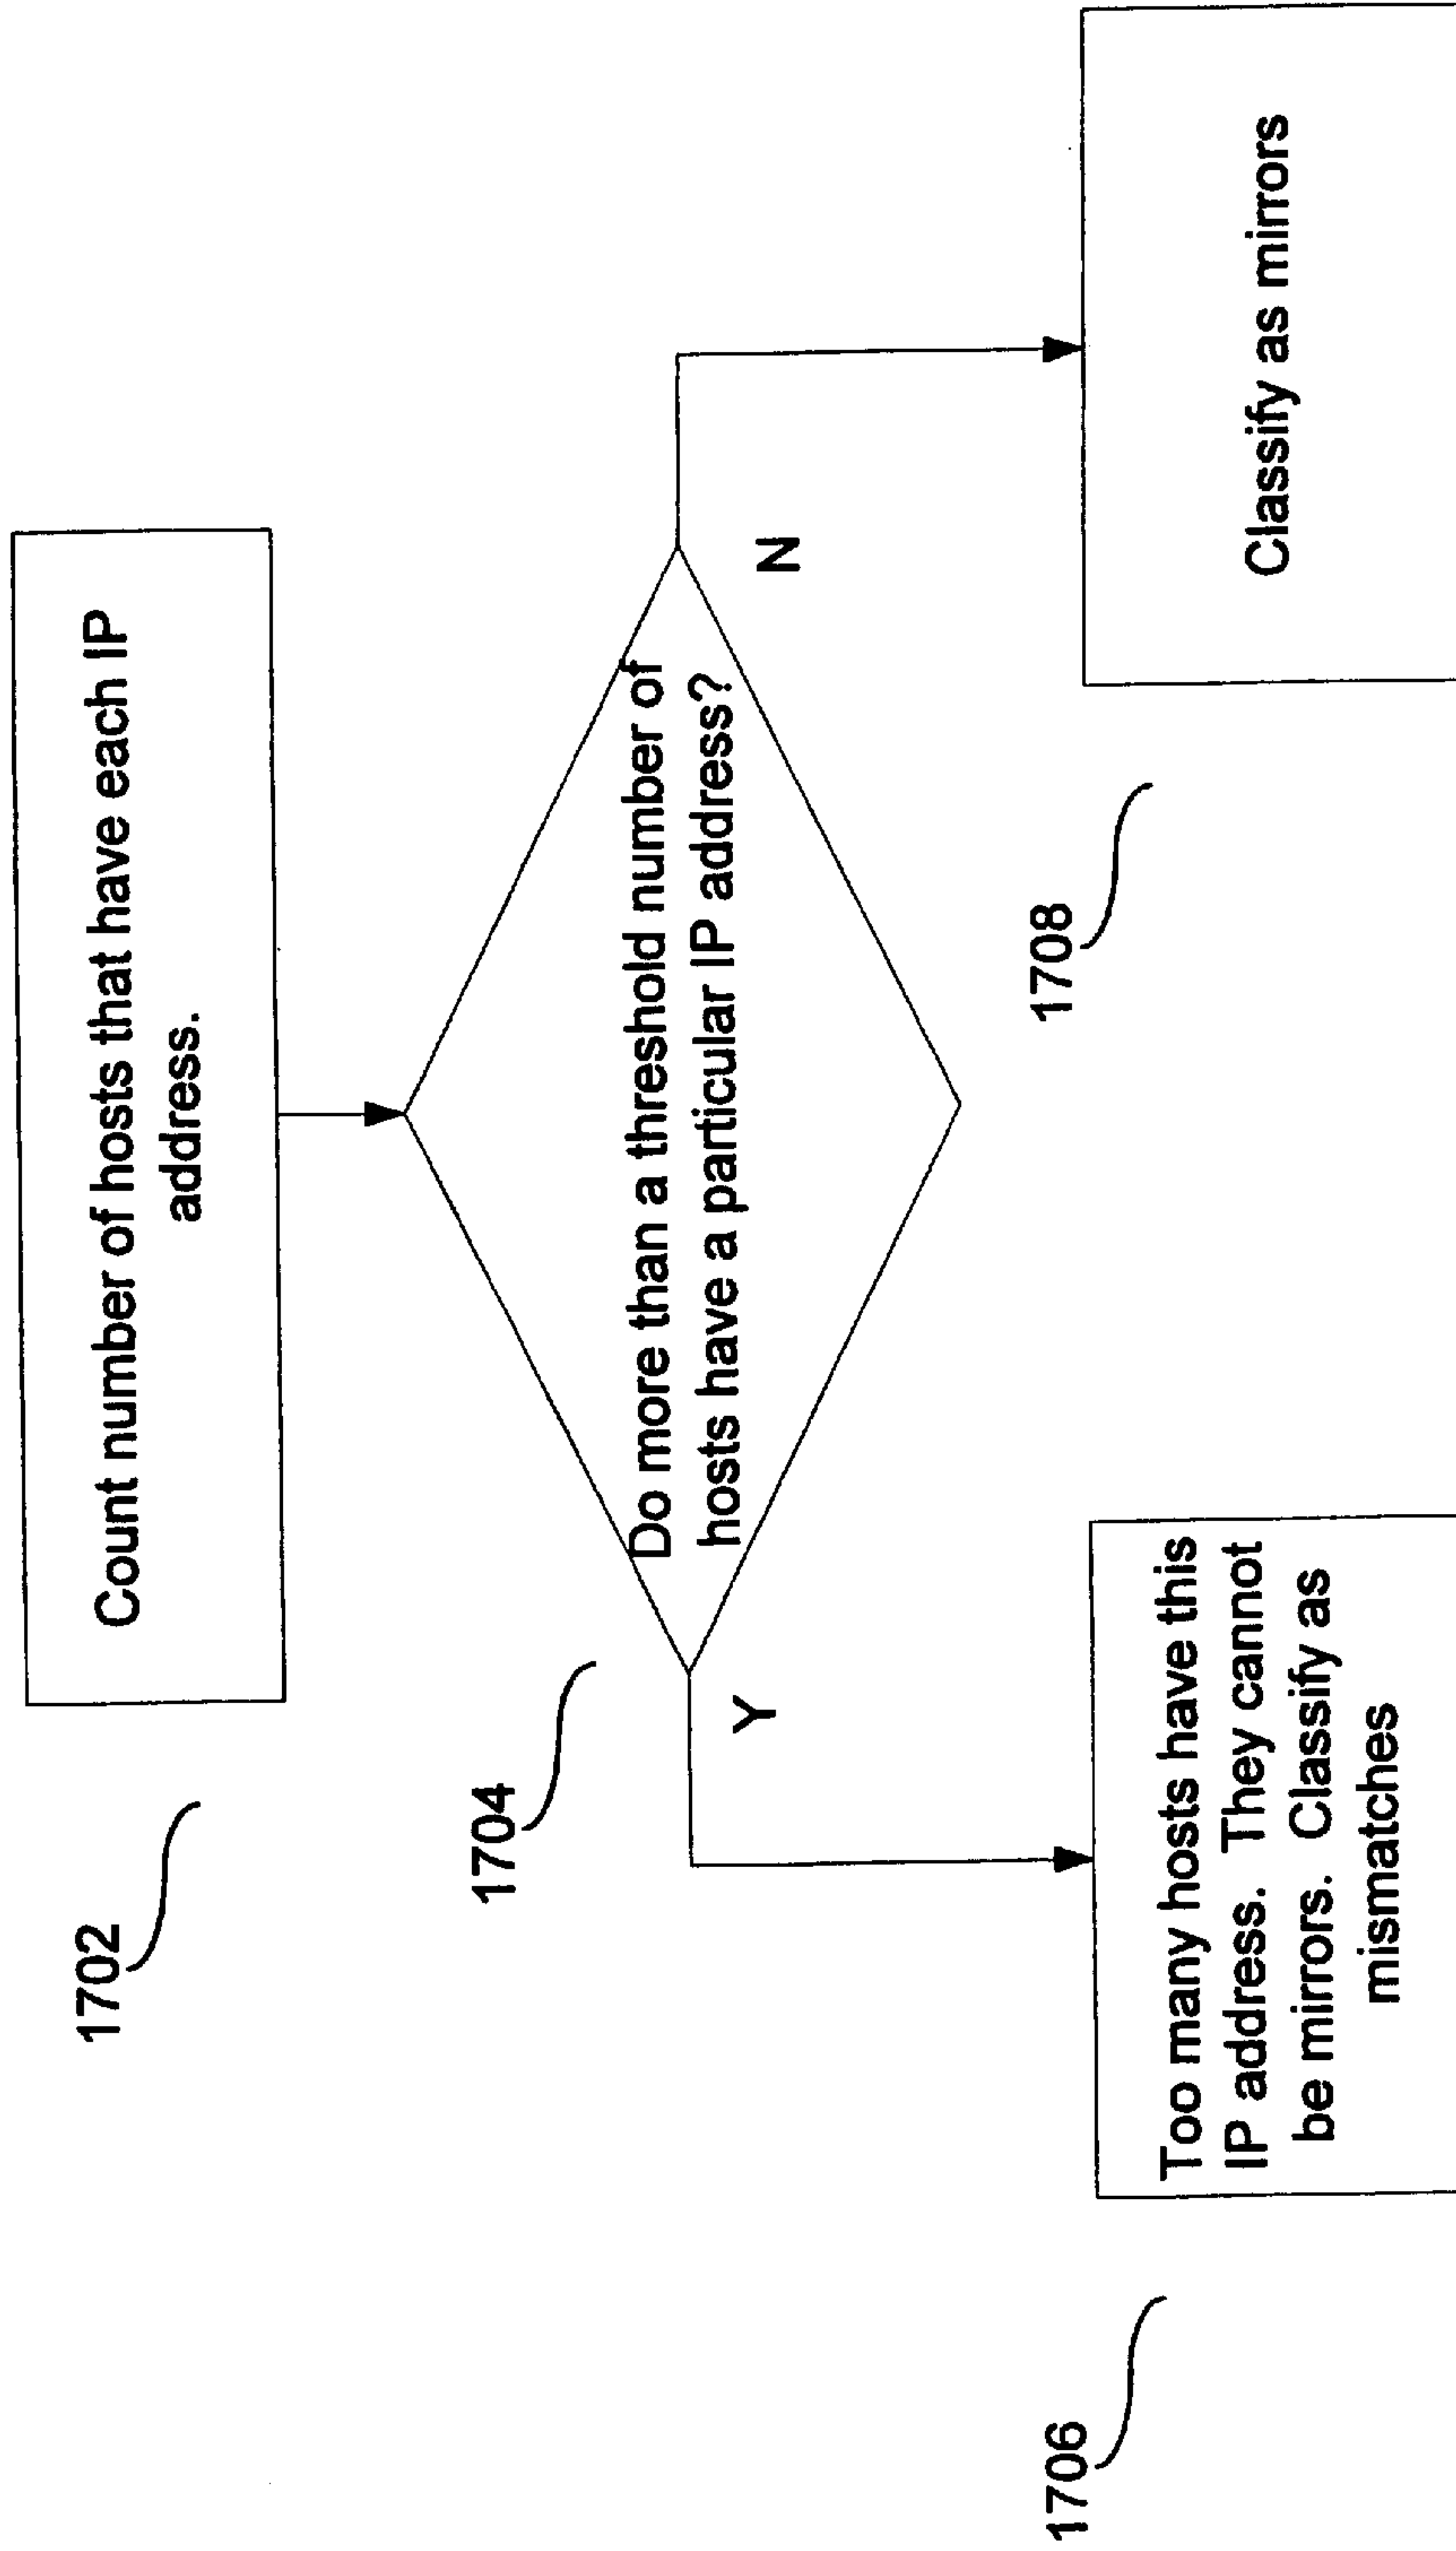 1702
Count number of hosts that have each IP
address.
1704
Do more than a threshold number of
hosts have a particular IP address?
Y
N
1706
Too many hosts have this
IP address. They cannot
be mirrors. Classify as
mismatches
1708
Classify as mirrors